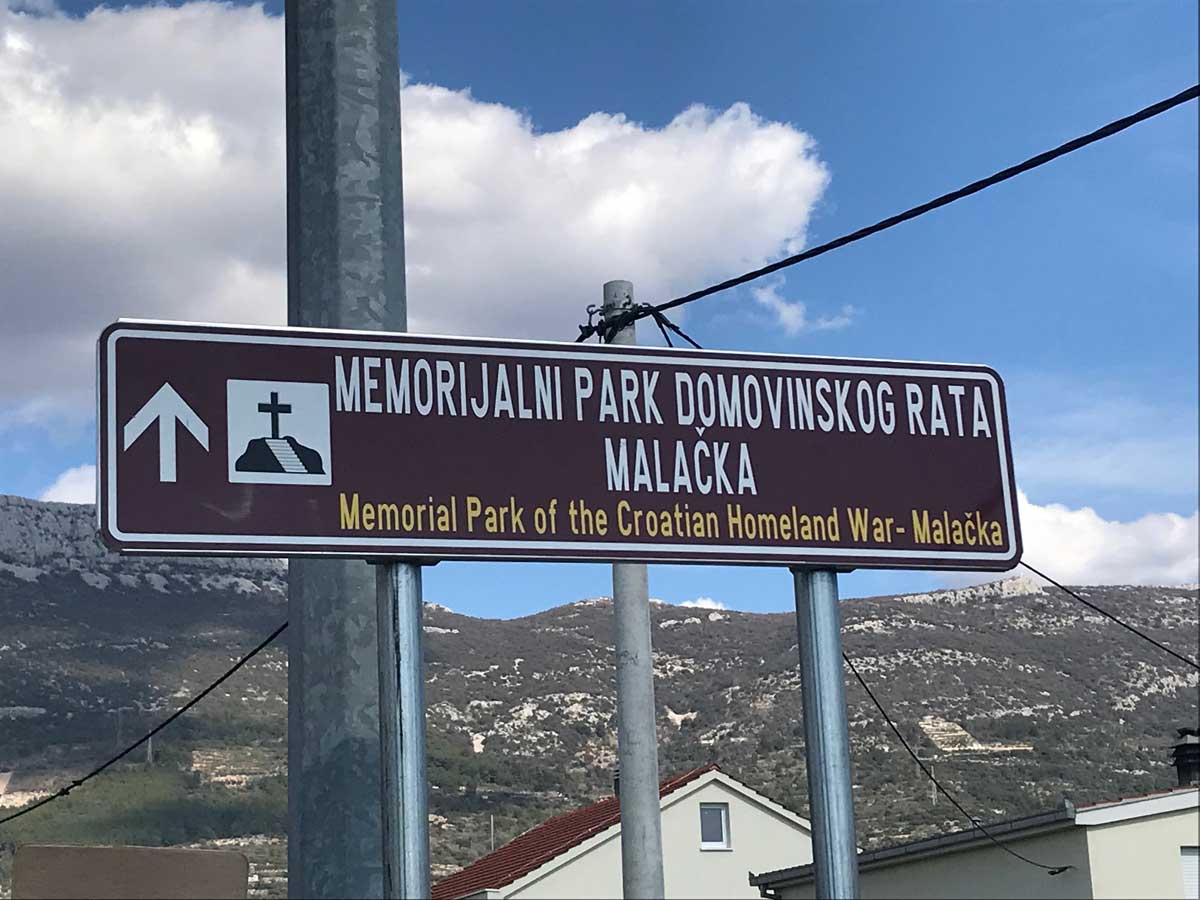 MEMORIJALNI PARK DOMOVINSKOG RATA
MALAČKA
Memorial Park of the Croatian Homeland War- Malačka